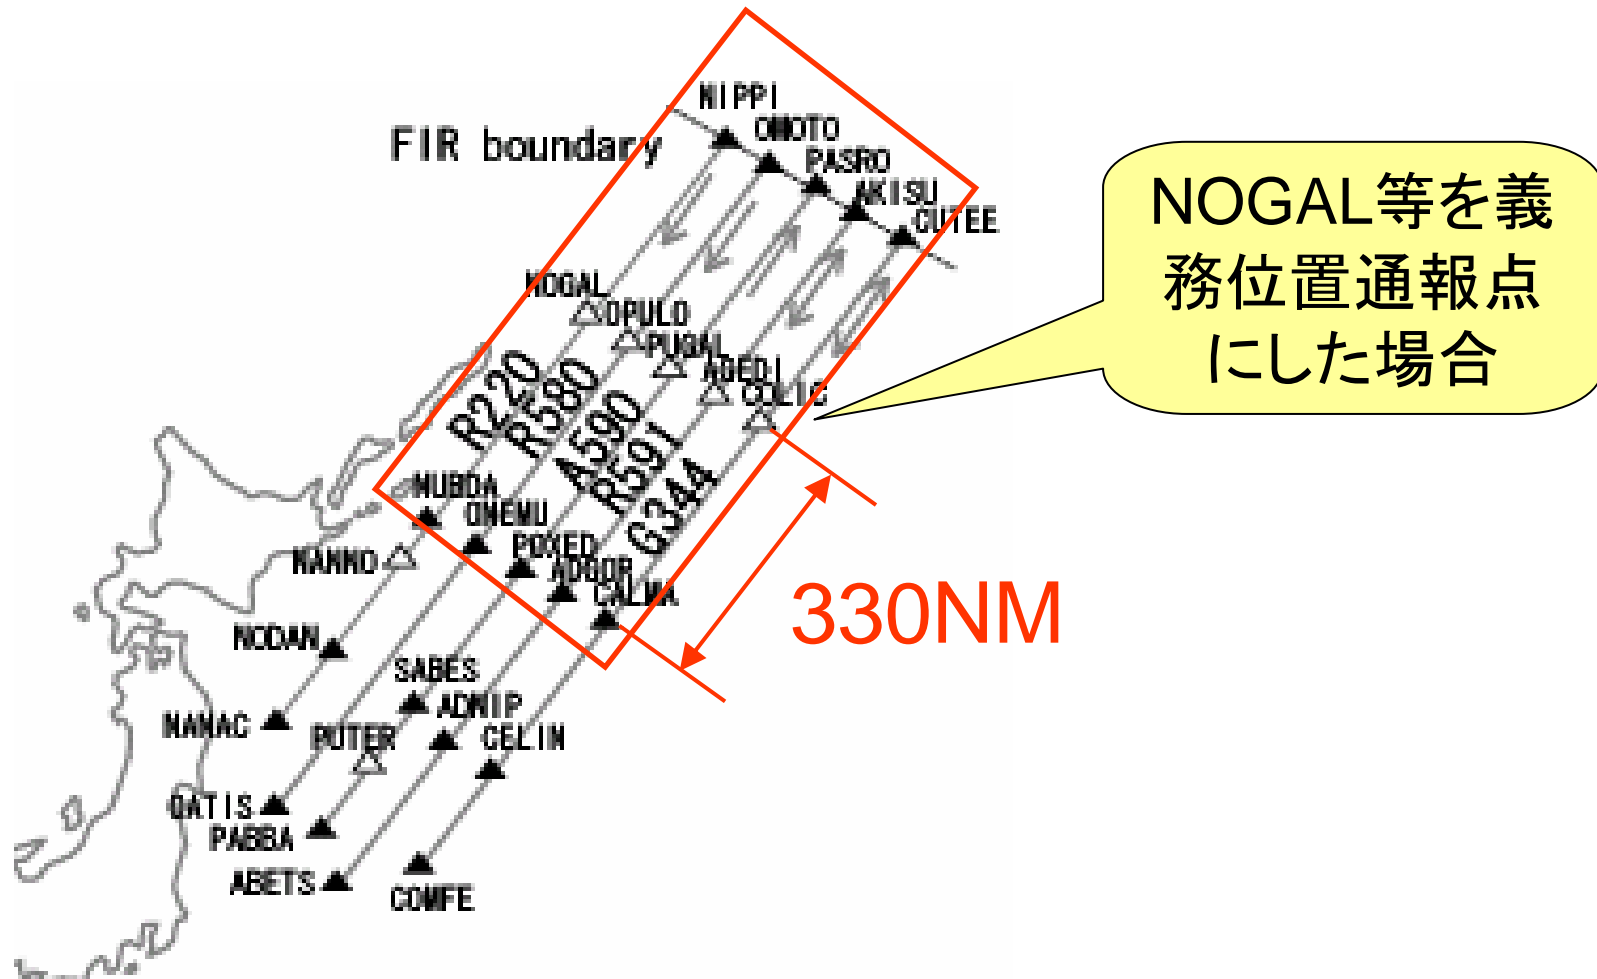 NIPPI
OMOTO
FIR boundary
PASRO
AKISU
CUTEE
NOGAL等を義
務位置通報点
にした場合
NOGAL
OPULO
PUGAL
AGEDI
COLIC
R220
R580
A590
R591
G344
NUBDA
ONEMU
NANNO
POXED
ADGOR
CALMA
330NM
NODAN
SABES
ADNIP
NANAC
PUTER
CELIN
OATIS
PABBA
ABETS
COMFE